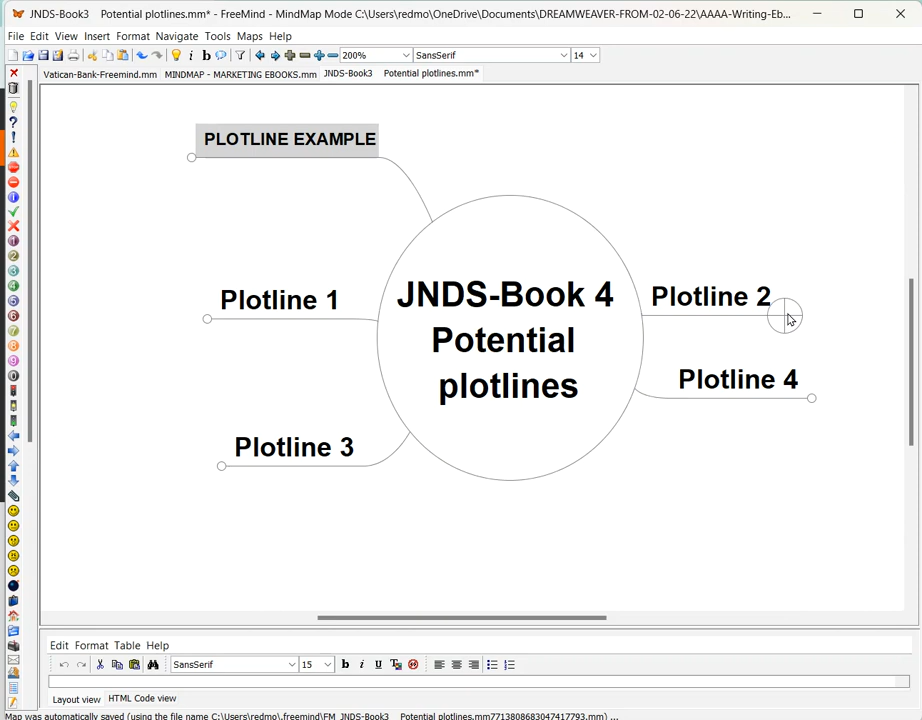 JNDS-Book3 Potential plotlines.mm* - FreeMind - MindMap Mode C:\Users\redmo\OneDrive\Documents\DREAMWEAVER-FROM-02-06-22\AAAA-Writing-Eb...
File Edit View Insert Format Navigate Tools Maps Help
200% SansSerif 14
Vatican-Bank-Freemind.mm MINDMAP - MARKETING EBOOKS.mm JNDS-Book3 Potential plotlines.mm*
PLOTLINE EXAMPLE
Plotline 1
Plotline 3
JNDS-Book 4
Potential
plotlines
Plotline 2
Plotline 4
Edit Format Table Help
SansSerif 15
Layout view HTML Code view
Map was automatically saved (using the file name C:\Users\redmo\.freemind\FM_JNDS-Book3 Potential plotlines.mm7713808683047417793.mm) ...